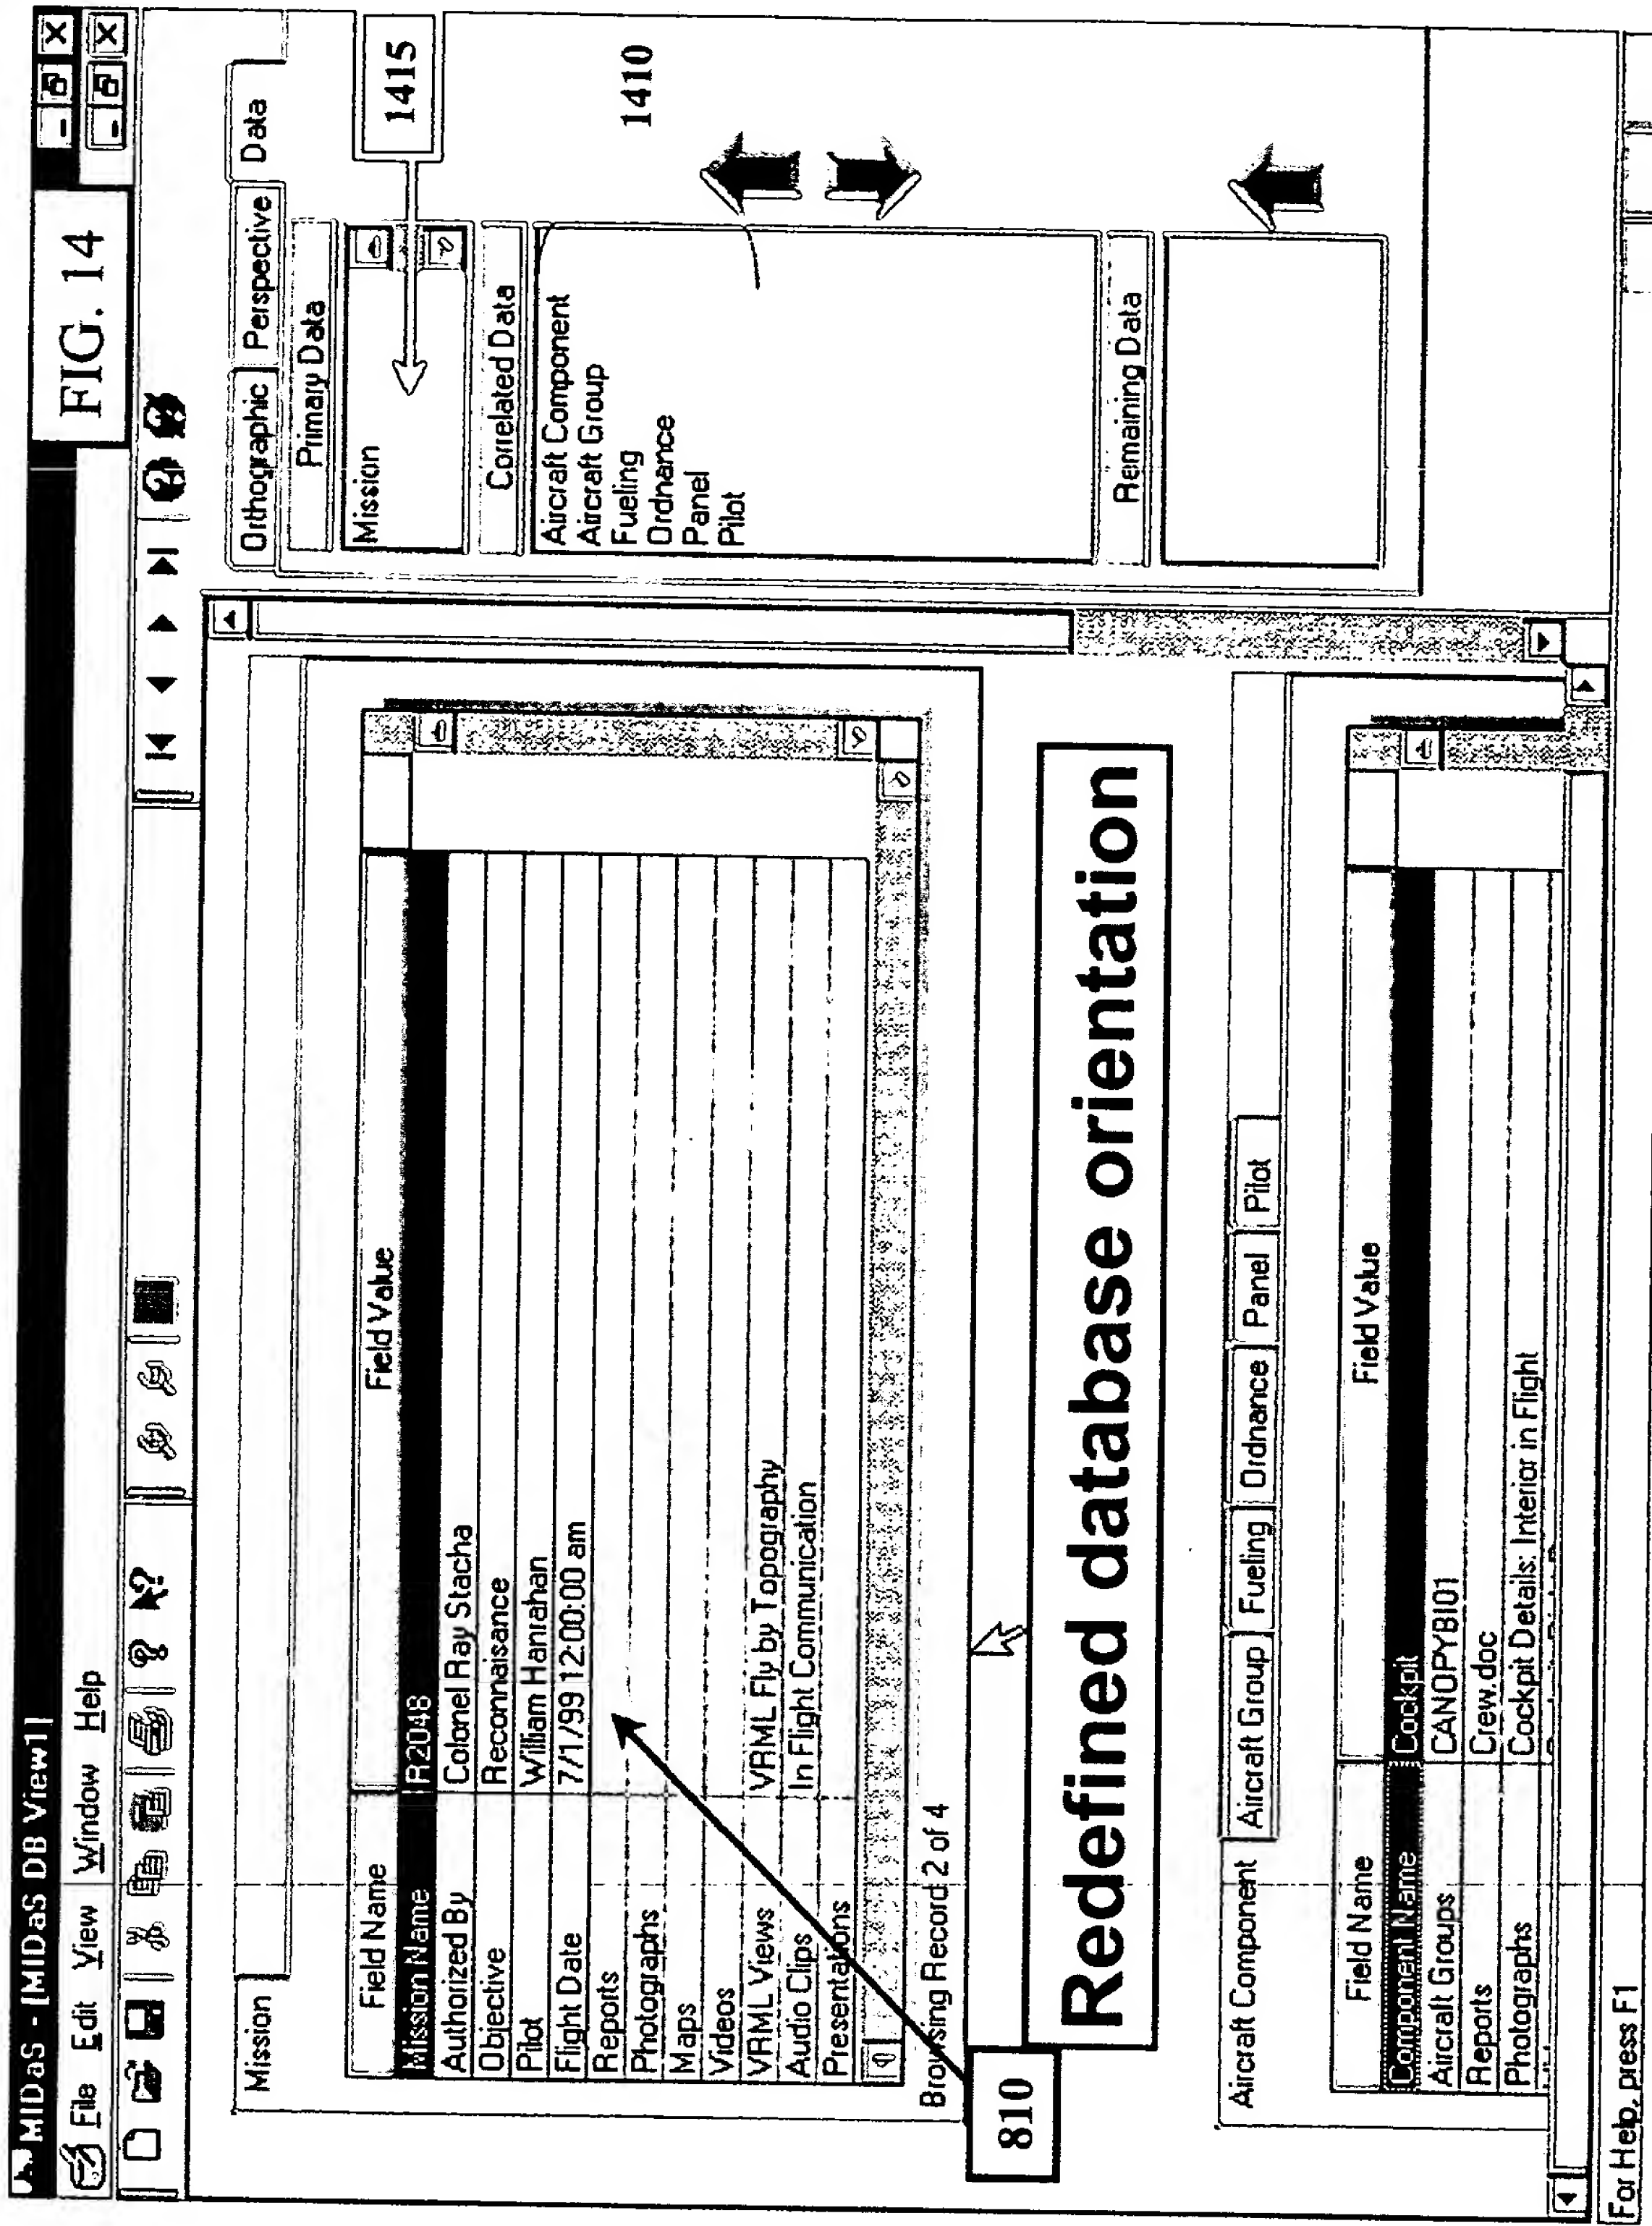 MIDaS - [MIDaS DB View1]
FIG. 14
File Edit View Window Help
Mission
Field Name Field Value
Mission Name R2048
Authorized By Colonel Ray Stacha
Objective Reconnaisance
Pilot William Hanrahan
Flight Date 7/1/99 12:00:00 am
Reports
Photographs
Maps
Videos
VRML Views VRML Fly by Topography
Audio Clips In Flight Communication
Presentations
Browsing Record 2 of 4
810
Redefined database orientation
Aircraft Component Aircraft Group Fueling Ordnance Panel Pilot
Field Name Field Value
Component Name Cockpit
Aircraft Groups CANOPYBI01
Reports Crew.doc
Photographs Cockpit Details: Interior in Flight
Orthographic Perspective Data
Primary Data
Mission
1415
Correlated Data
Aircraft Component
Aircraft Group
Fueling
Ordnance
Panel
Pilot
1410
Remaining Data
For Help, press F1